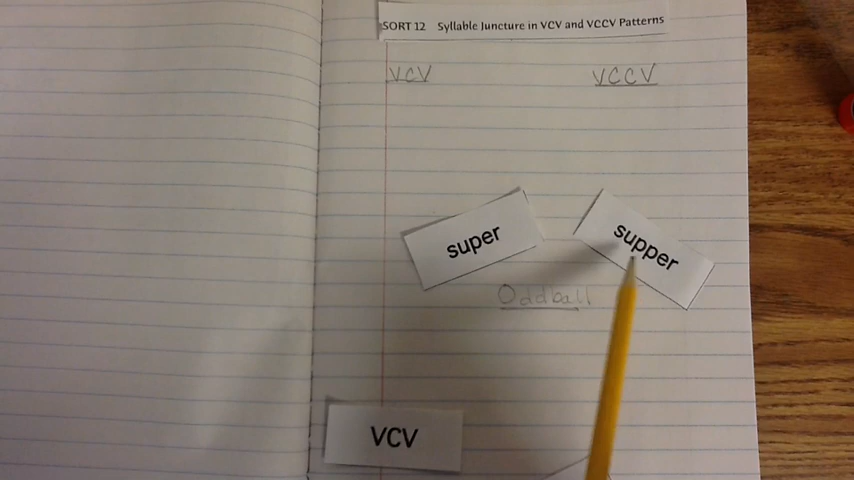 SORT 12 Syllable Juncture in VCV and VCCV Patterns
VCV VCCV
super supper
Oddball
VCV